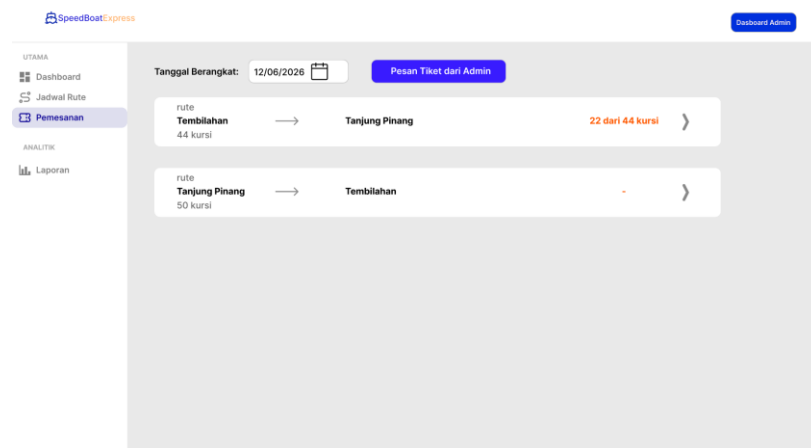 SpeedBoatExpress
Dasboard Admin
UTAMA
Dashboard
Jadwal Rute
Pemesanan
ANALITIK
Laporan
Tanggal Berangkat: 12/06/2026 Pesan Tiket dari Admin
rute
Tembilahan Tanjung Pinang 22 dari 44 kursi
44 kursi
rute
Tanjung Pinang Tembilahan -
50 kursi